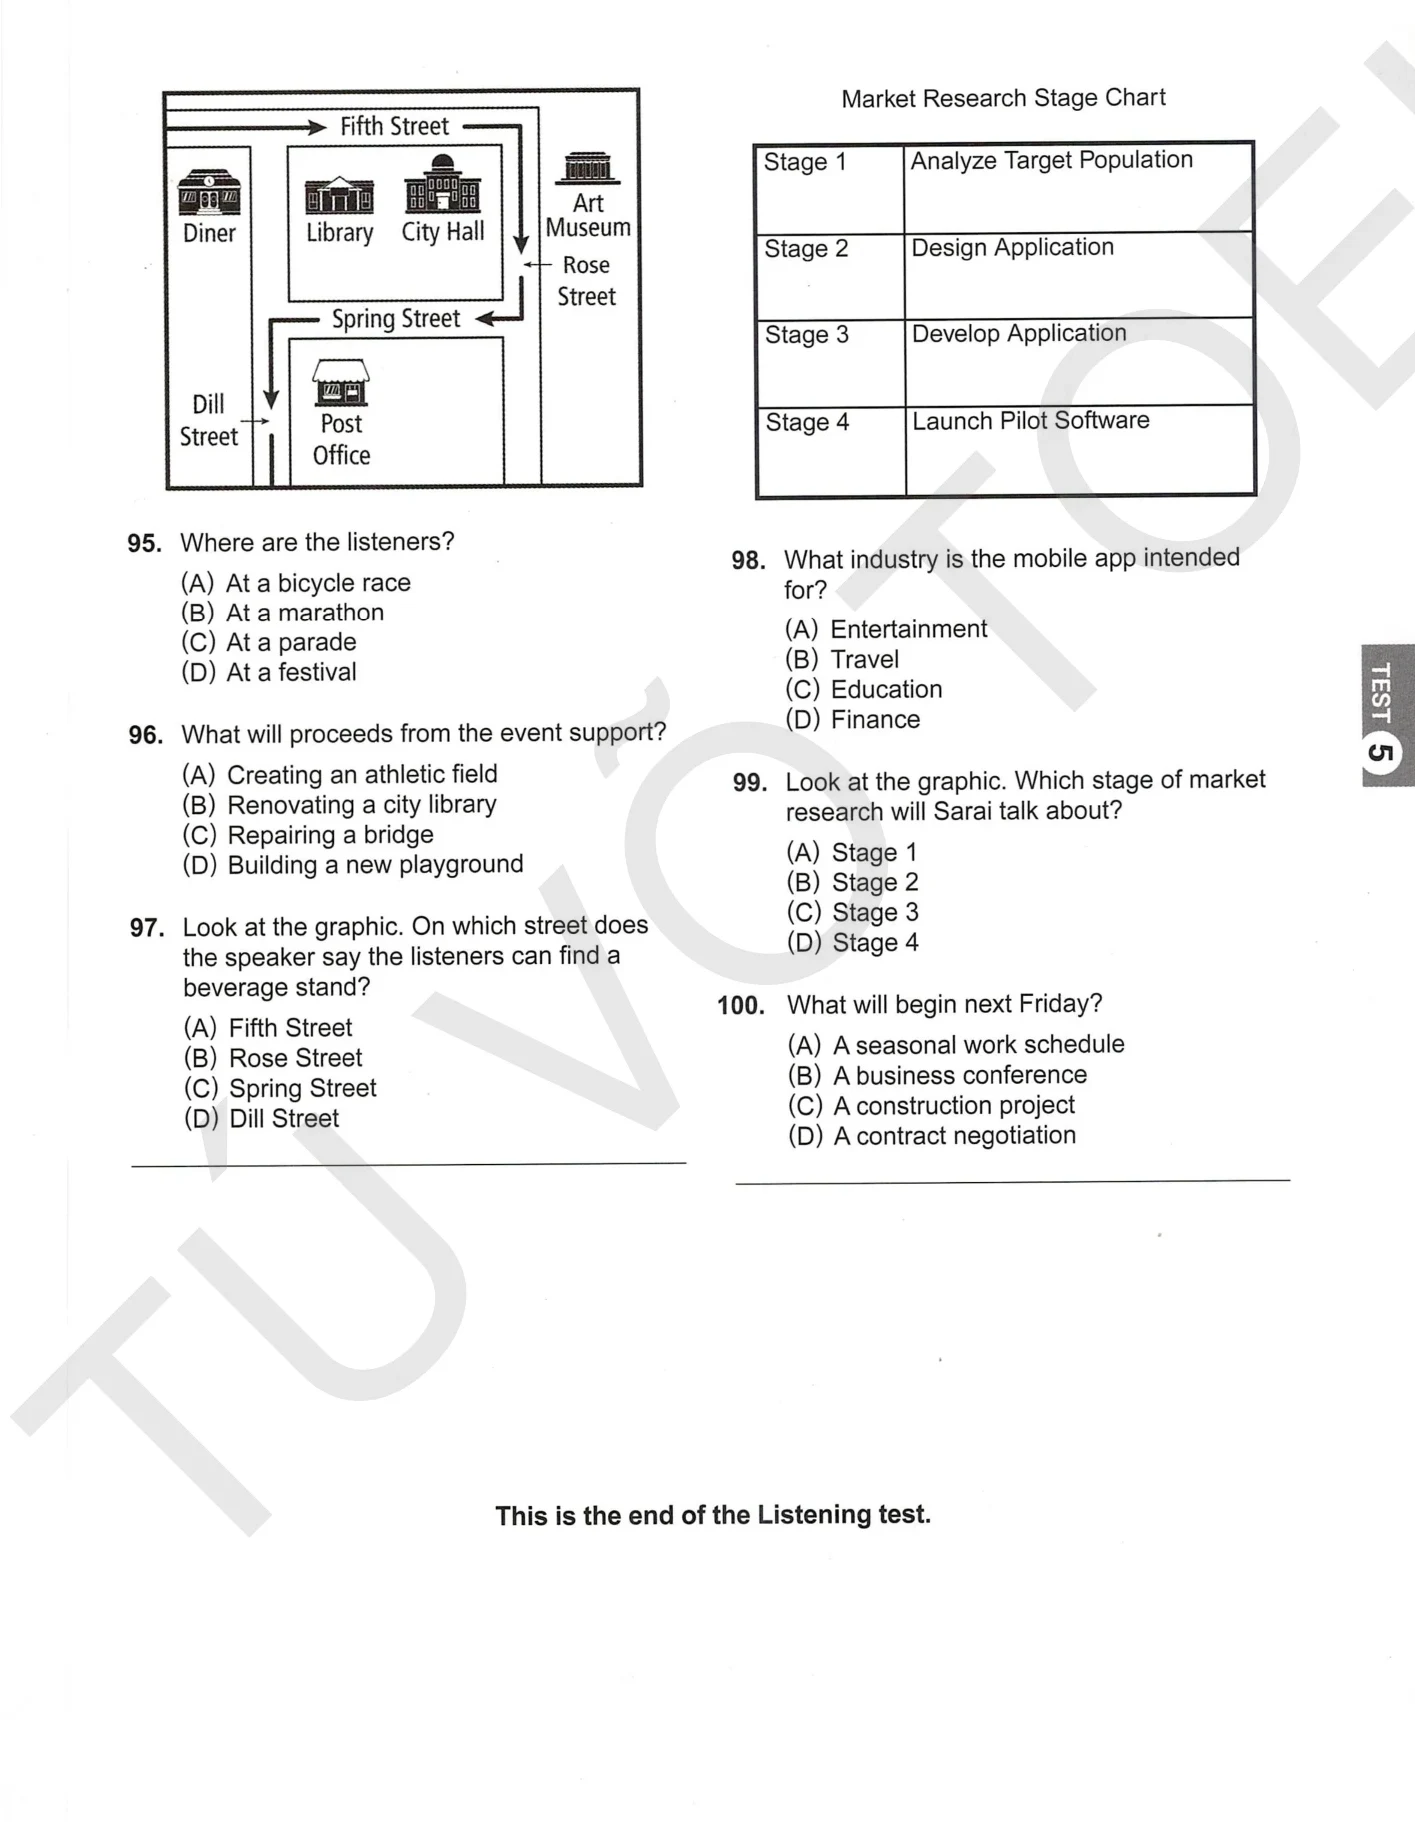 Fifth Street
Diner
Library
City Hall
Art
Museum
Rose
Street
Spring Street
Dill
Street
Post
Office
95. Where are the listeners?
(A) At a bicycle race
(B) At a marathon
(C) At a parade
(D) At a festival
96. What will proceeds from the event support?
(A) Creating an athletic field
(B) Renovating a city library
(C) Repairing a bridge
(D) Building a new playground
97. Look at the graphic. On which street does
the speaker say the listeners can find a
beverage stand?
(A) Fifth Street
(B) Rose Street
(C) Spring Street
(D) Dill Street
Market Research Stage Chart
Stage 1 Analyze Target Population
Stage 2 Design Application
Stage 3 Develop Application
Stage 4 Launch Pilot Software
98. What industry is the mobile app intended
for?
(A) Entertainment
(B) Travel
(C) Education
(D) Finance
99. Look at the graphic. Which stage of market
research will Sarai talk about?
(A) Stage 1
(B) Stage 2
(C) Stage 3
(D) Stage 4
100. What will begin next Friday?
(A) A seasonal work schedule
(B) A business conference
(C) A construction project
(D) A contract negotiation
TEST 5
This is the end of the Listening test.
TÚ VÕ TOE